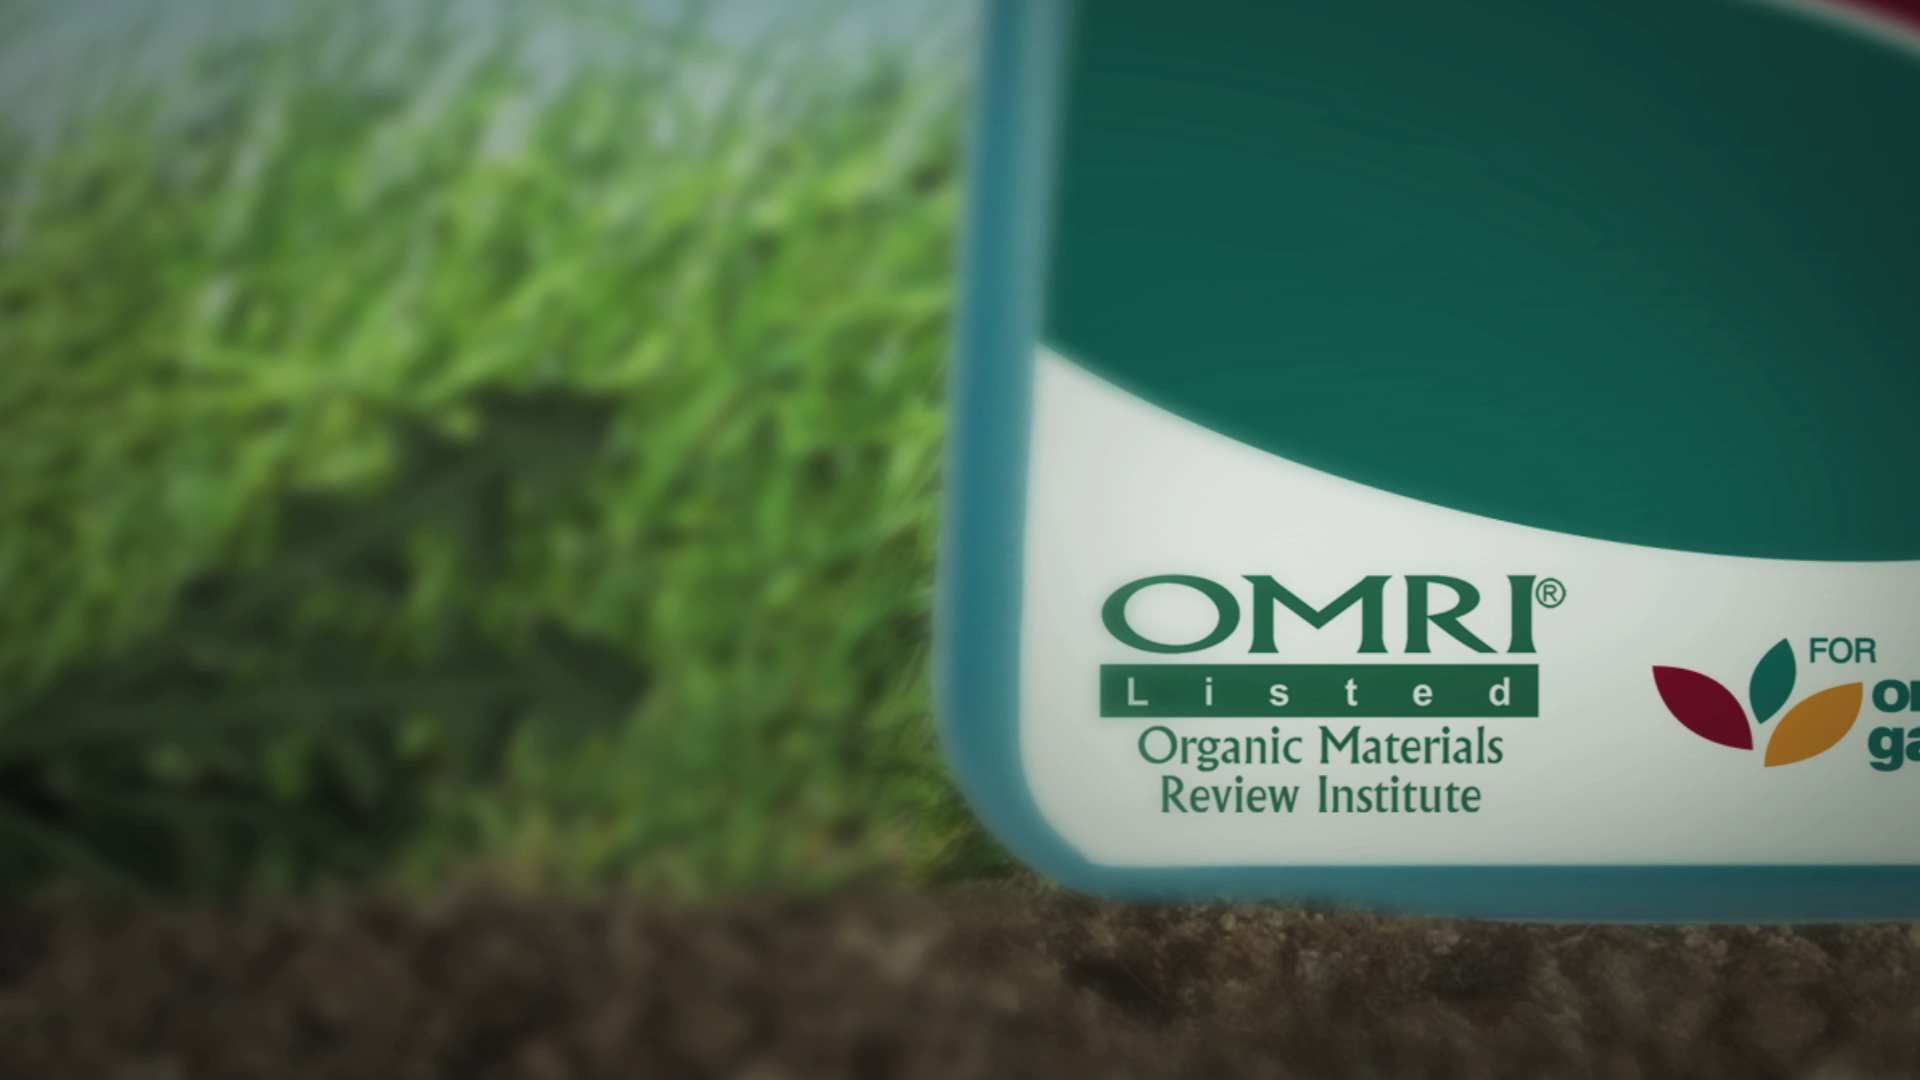 OMRI®
Listed
Organic Materials
Review Institute
FOR